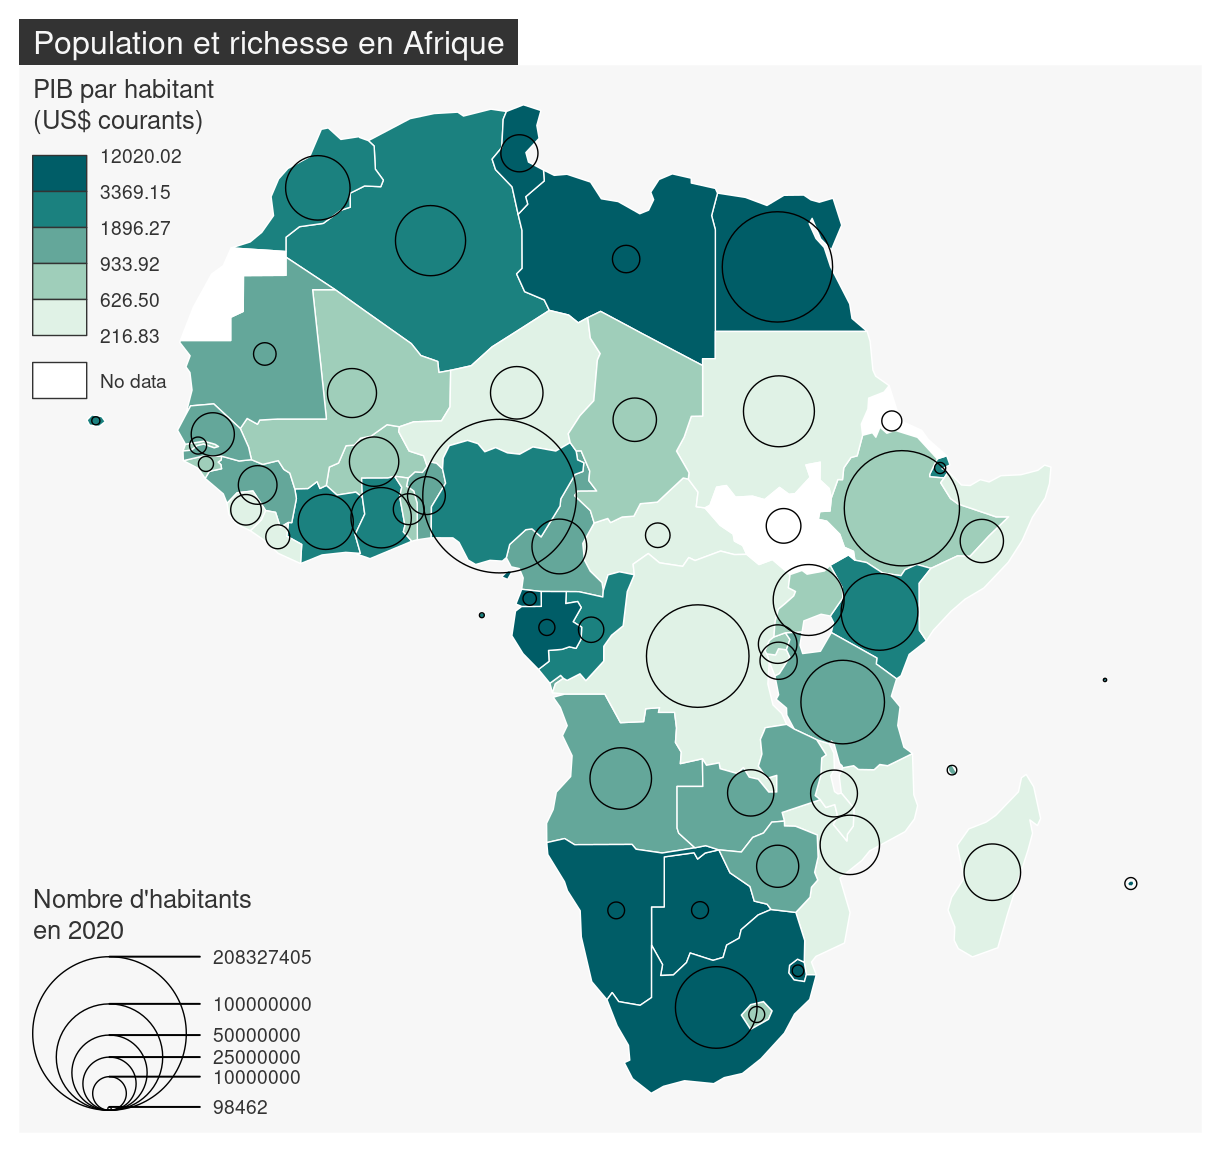 Population et richesse en Afrique
PIB par habitant
(US$ courants)
12020.02
3369.15
1896.27
933.92
626.50
216.83
No data
Nombre d'habitants
en 2020
208327405
100000000
50000000
25000000
10000000
98462